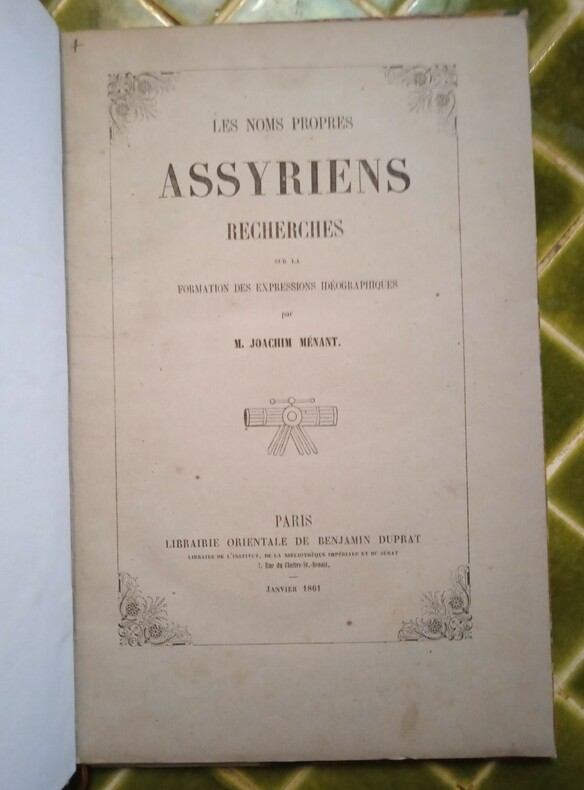 LES NOMS PROPRES
ASSYRIENS
RECHERCHES
SUR LA
FORMATION DES EXPRESSIONS IDÉOGRAPHIQUES
par
M. JOACHIM MÉNANT.
PARIS
LIBRAIRIE ORIENTALE DE BENJAMIN DUPRAT
LIBRAIRE DE L'INSTITUT, DE LA BIBLIOTHÈQUE IMPÉRIALE ET DU SÉNAT
7, Rue du Cloître-St.-Benoit,
JANVIER 1861